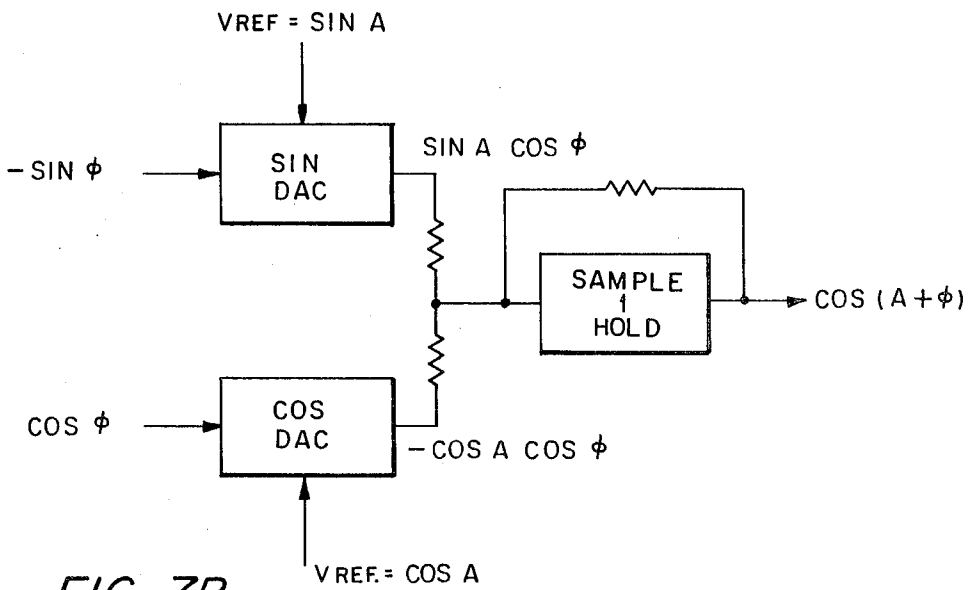 VREF = SIN A
SIN A COS ϕ
– SIN ϕ
SIN
DAC
SAMPLE
&
HOLD
COS (A+ϕ)
COS ϕ
COS
DAC
– COS A COS ϕ
VREF. = COS A